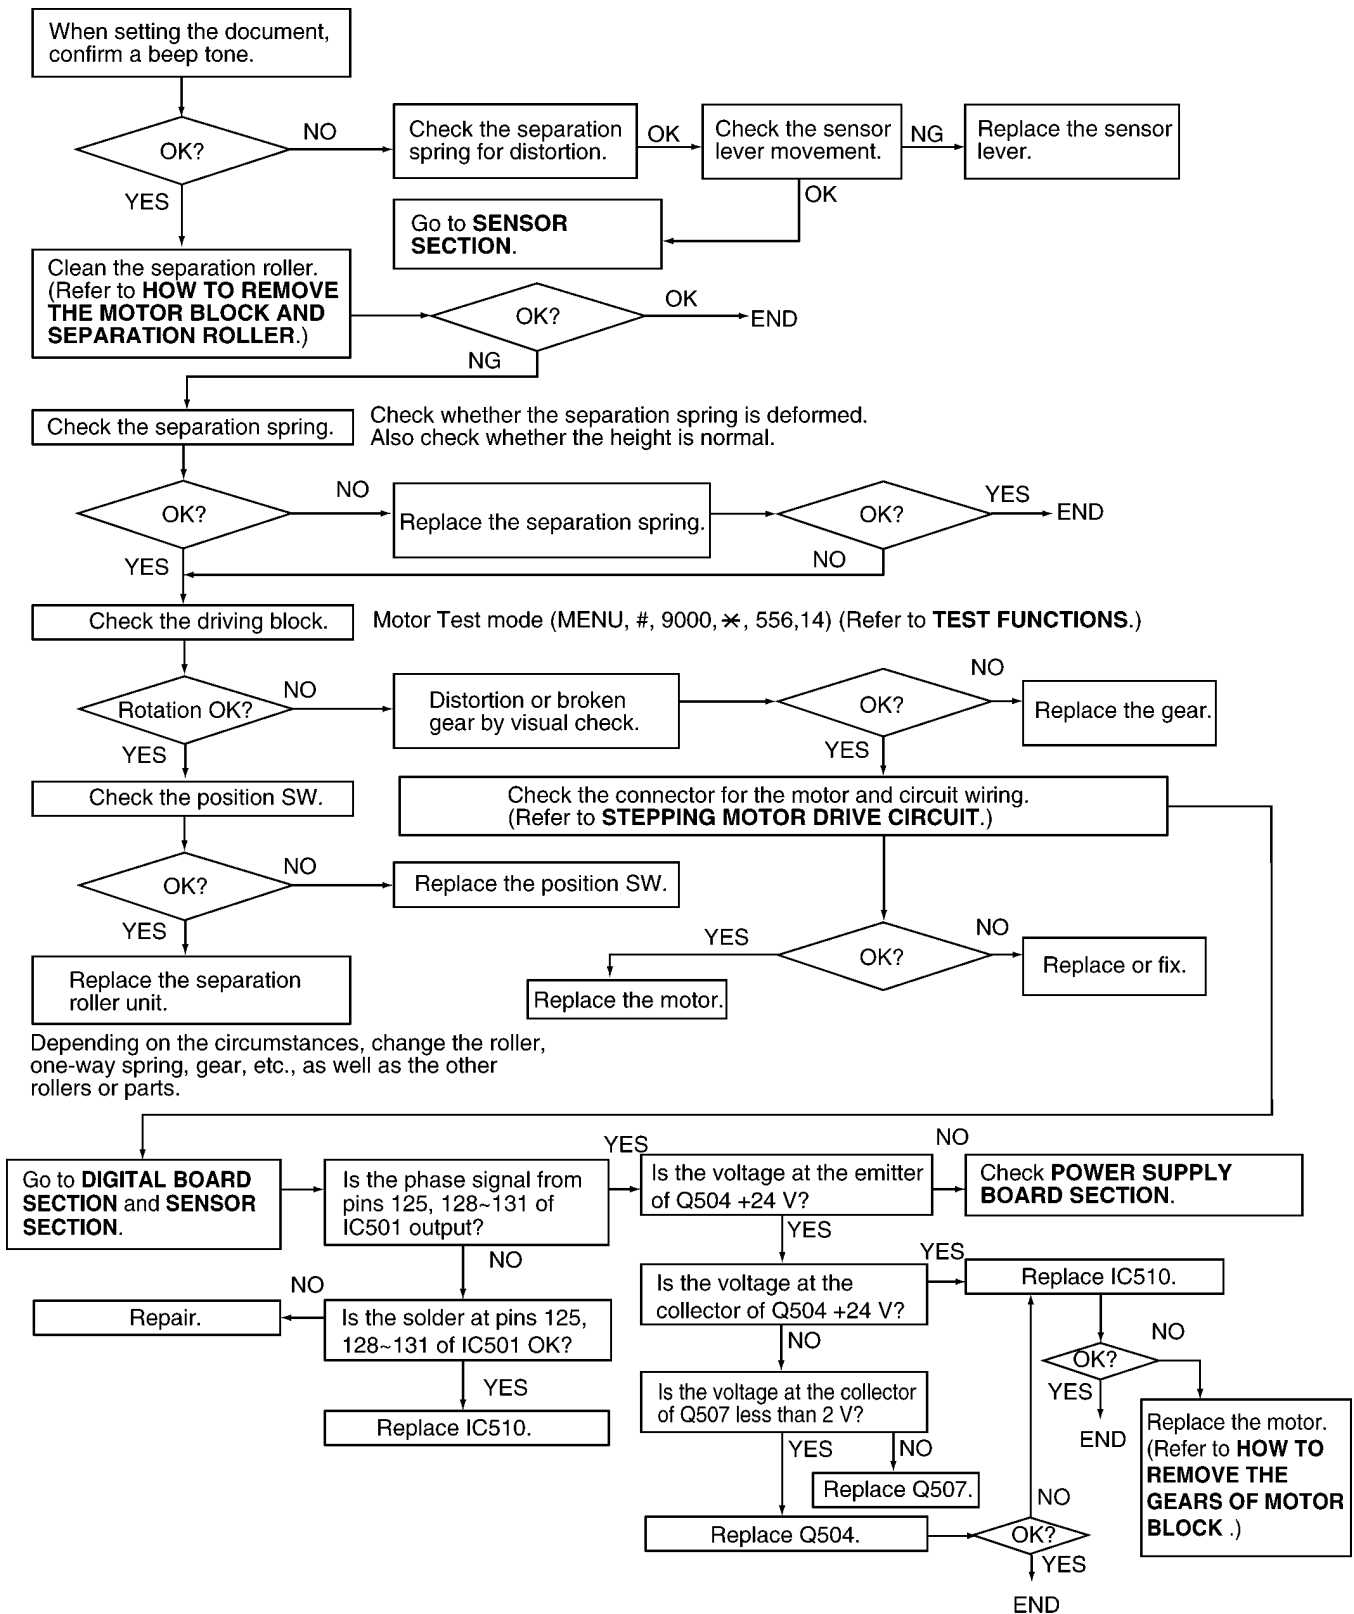 When setting the document,
confirm a beep tone.
OK?
NO
Check the separation
spring for distortion.
OK
Check the sensor
lever movement.
NG
Replace the sensor
lever.
YES
OK
Go to SENSOR
SECTION.
Clean the separation roller.
(Refer to HOW TO REMOVE
THE MOTOR BLOCK AND
SEPARATION ROLLER.)
OK?
OK
END
NG
Check the separation spring.
Check whether the separation spring is deformed.
Also check whether the height is normal.
OK?
NO
Replace the separation spring.
OK?
YES
END
YES
NO
Check the driving block.
Motor Test mode (MENU, #, 9000, ⚹, 556,14) (Refer to TEST FUNCTIONS.)
Rotation OK?
NO
Distortion or broken
gear by visual check.
OK?
NO
Replace the gear.
YES
YES
Check the position SW.
Check the connector for the motor and circuit wiring.
(Refer to STEPPING MOTOR DRIVE CIRCUIT.)
OK?
NO
Replace the position SW.
YES
YES
OK?
NO
Replace or fix.
Replace the motor.
Replace the separation
roller unit.
Depending on the circumstances, change the roller,
one-way spring, gear, etc., as well as the other
rollers or parts.
Go to DIGITAL BOARD
SECTION and SENSOR
SECTION.
Is the phase signal from
pins 125, 128~131 of
IC501 output?
YES
Is the voltage at the emitter
of Q504 +24 V?
NO
Check POWER SUPPLY
BOARD SECTION.
NO
YES
Is the voltage at the
collector of Q504 +24 V?
YES
Replace IC510.
NO
Repair.
Is the solder at pins 125,
128~131 of IC501 OK?
NO
OK?
NO
YES
YES
END
Is the voltage at the collector
of Q507 less than 2 V?
Replace IC510.
Replace the motor.
(Refer to HOW TO
REMOVE THE
GEARS OF MOTOR
BLOCK .)
YES
NO
Replace Q507.
Replace Q504.
OK?
NO
YES
END